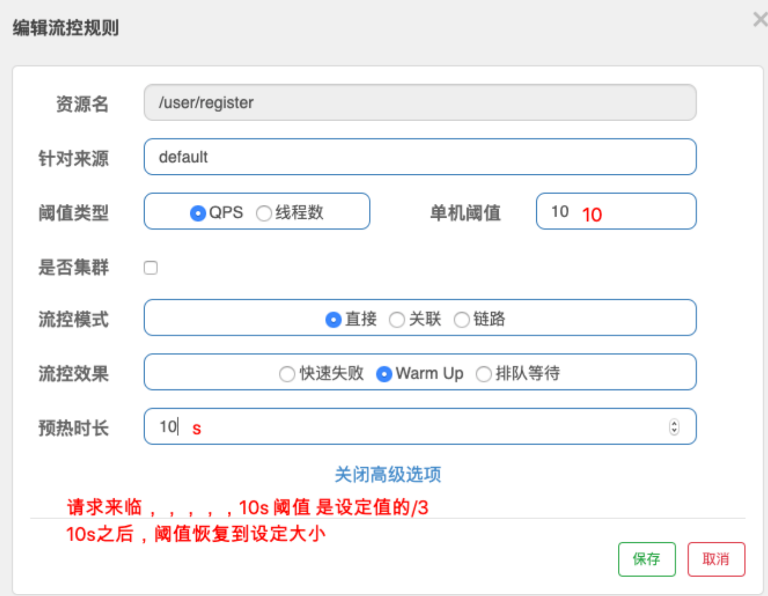 编辑流控规则
×
资源名 /user/register
针对来源 default
阈值类型 QPS 线程数 单机阈值 10 10
是否集群
流控模式 直接 关联 链路
流控效果 快速失败 Warm Up 排队等待
预热时长 10 s
关闭高级选项
请求来临，，，，，10s 阈值 是设定值的/3
10s之后，阈值恢复到设定大小
保存 取消